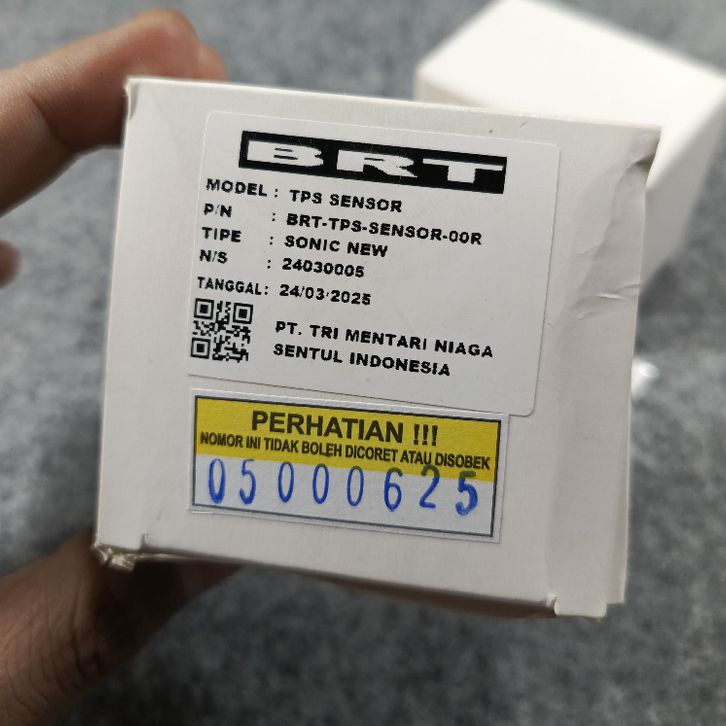 BRT
MODEL : TPS SENSOR
P/N : BRT-TPS-SENSOR-00R
TIPE : SONIC NEW
N/S : 24030005
TANGGAL: 24/03/2025
PT. TRI MENTARI NIAGA
SENTUL INDONESIA
PERHATIAN !!!
NOMOR INI TIDAK BOLEH DICORET ATAU DISOBEK
05000625